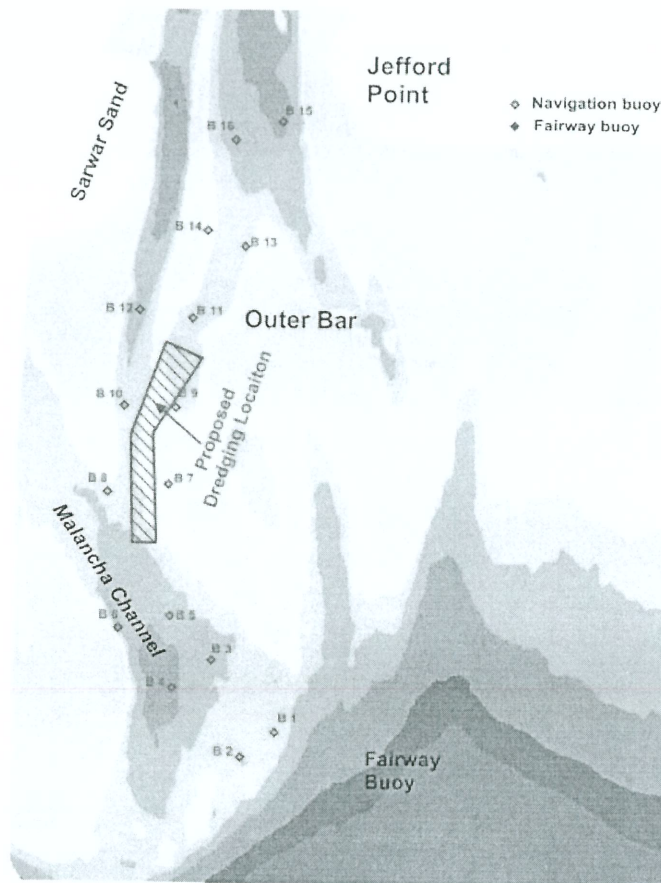 Jefford
Point
Navigation buoy
Fairway buoy
Sarwar Sand
B 15
B 16
B 14
B 13
B 12
B 11
Outer Bar
B 10
B 9
Proposed
Dredging Locaiton
B 8
B 7
Malancha Channel
B 6
B 5
B 3
B 4
B 1
B 2
Fairway
Buoy